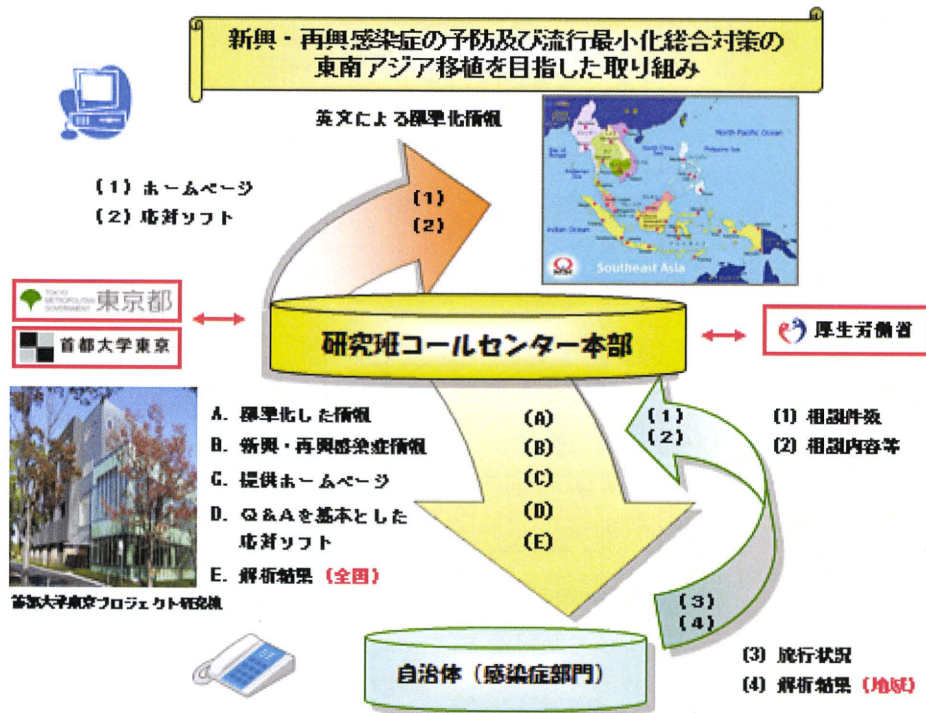 新興・再興感染症の予防及び流行最小化総合対策の
東南アジア移植を目指した取り組み
英文による標準化情報
(1) ホームページ
(2) 応対ソフト
(1)
(2)
North Pacific Ocean
South China Sea
Philippine Sea
Indian Ocean
Southeast Asia
TOKYO
METROPOLITAN
GOVERNMENT
東京都
首都大学東京
研究班コールセンター本部
厚生労働省
A. 標準化した情報
B. 新興・再興感染症情報
C. 提供ホームページ
D. Q&Aを基本とした
応対ソフト
E. 解析結果 (全国)
(A)
(B)
(C)
(D)
(E)
(1)
(2)
(1) 相談件数
(2) 相談内容等
首都大学東京プロジェクト研究棟
(3)
(4)
自治体（感染症部門）
(3) 流行状況
(4) 解析結果 (地域)